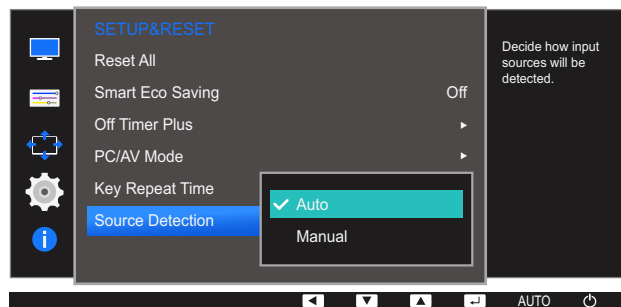 SETUP&RESET
Reset All
Smart Eco Saving Off
Off Timer Plus
PC/AV Mode
Key Repeat Time
Source Detection
Auto
Manual
Decide how input
sources will be
detected.
AUTO